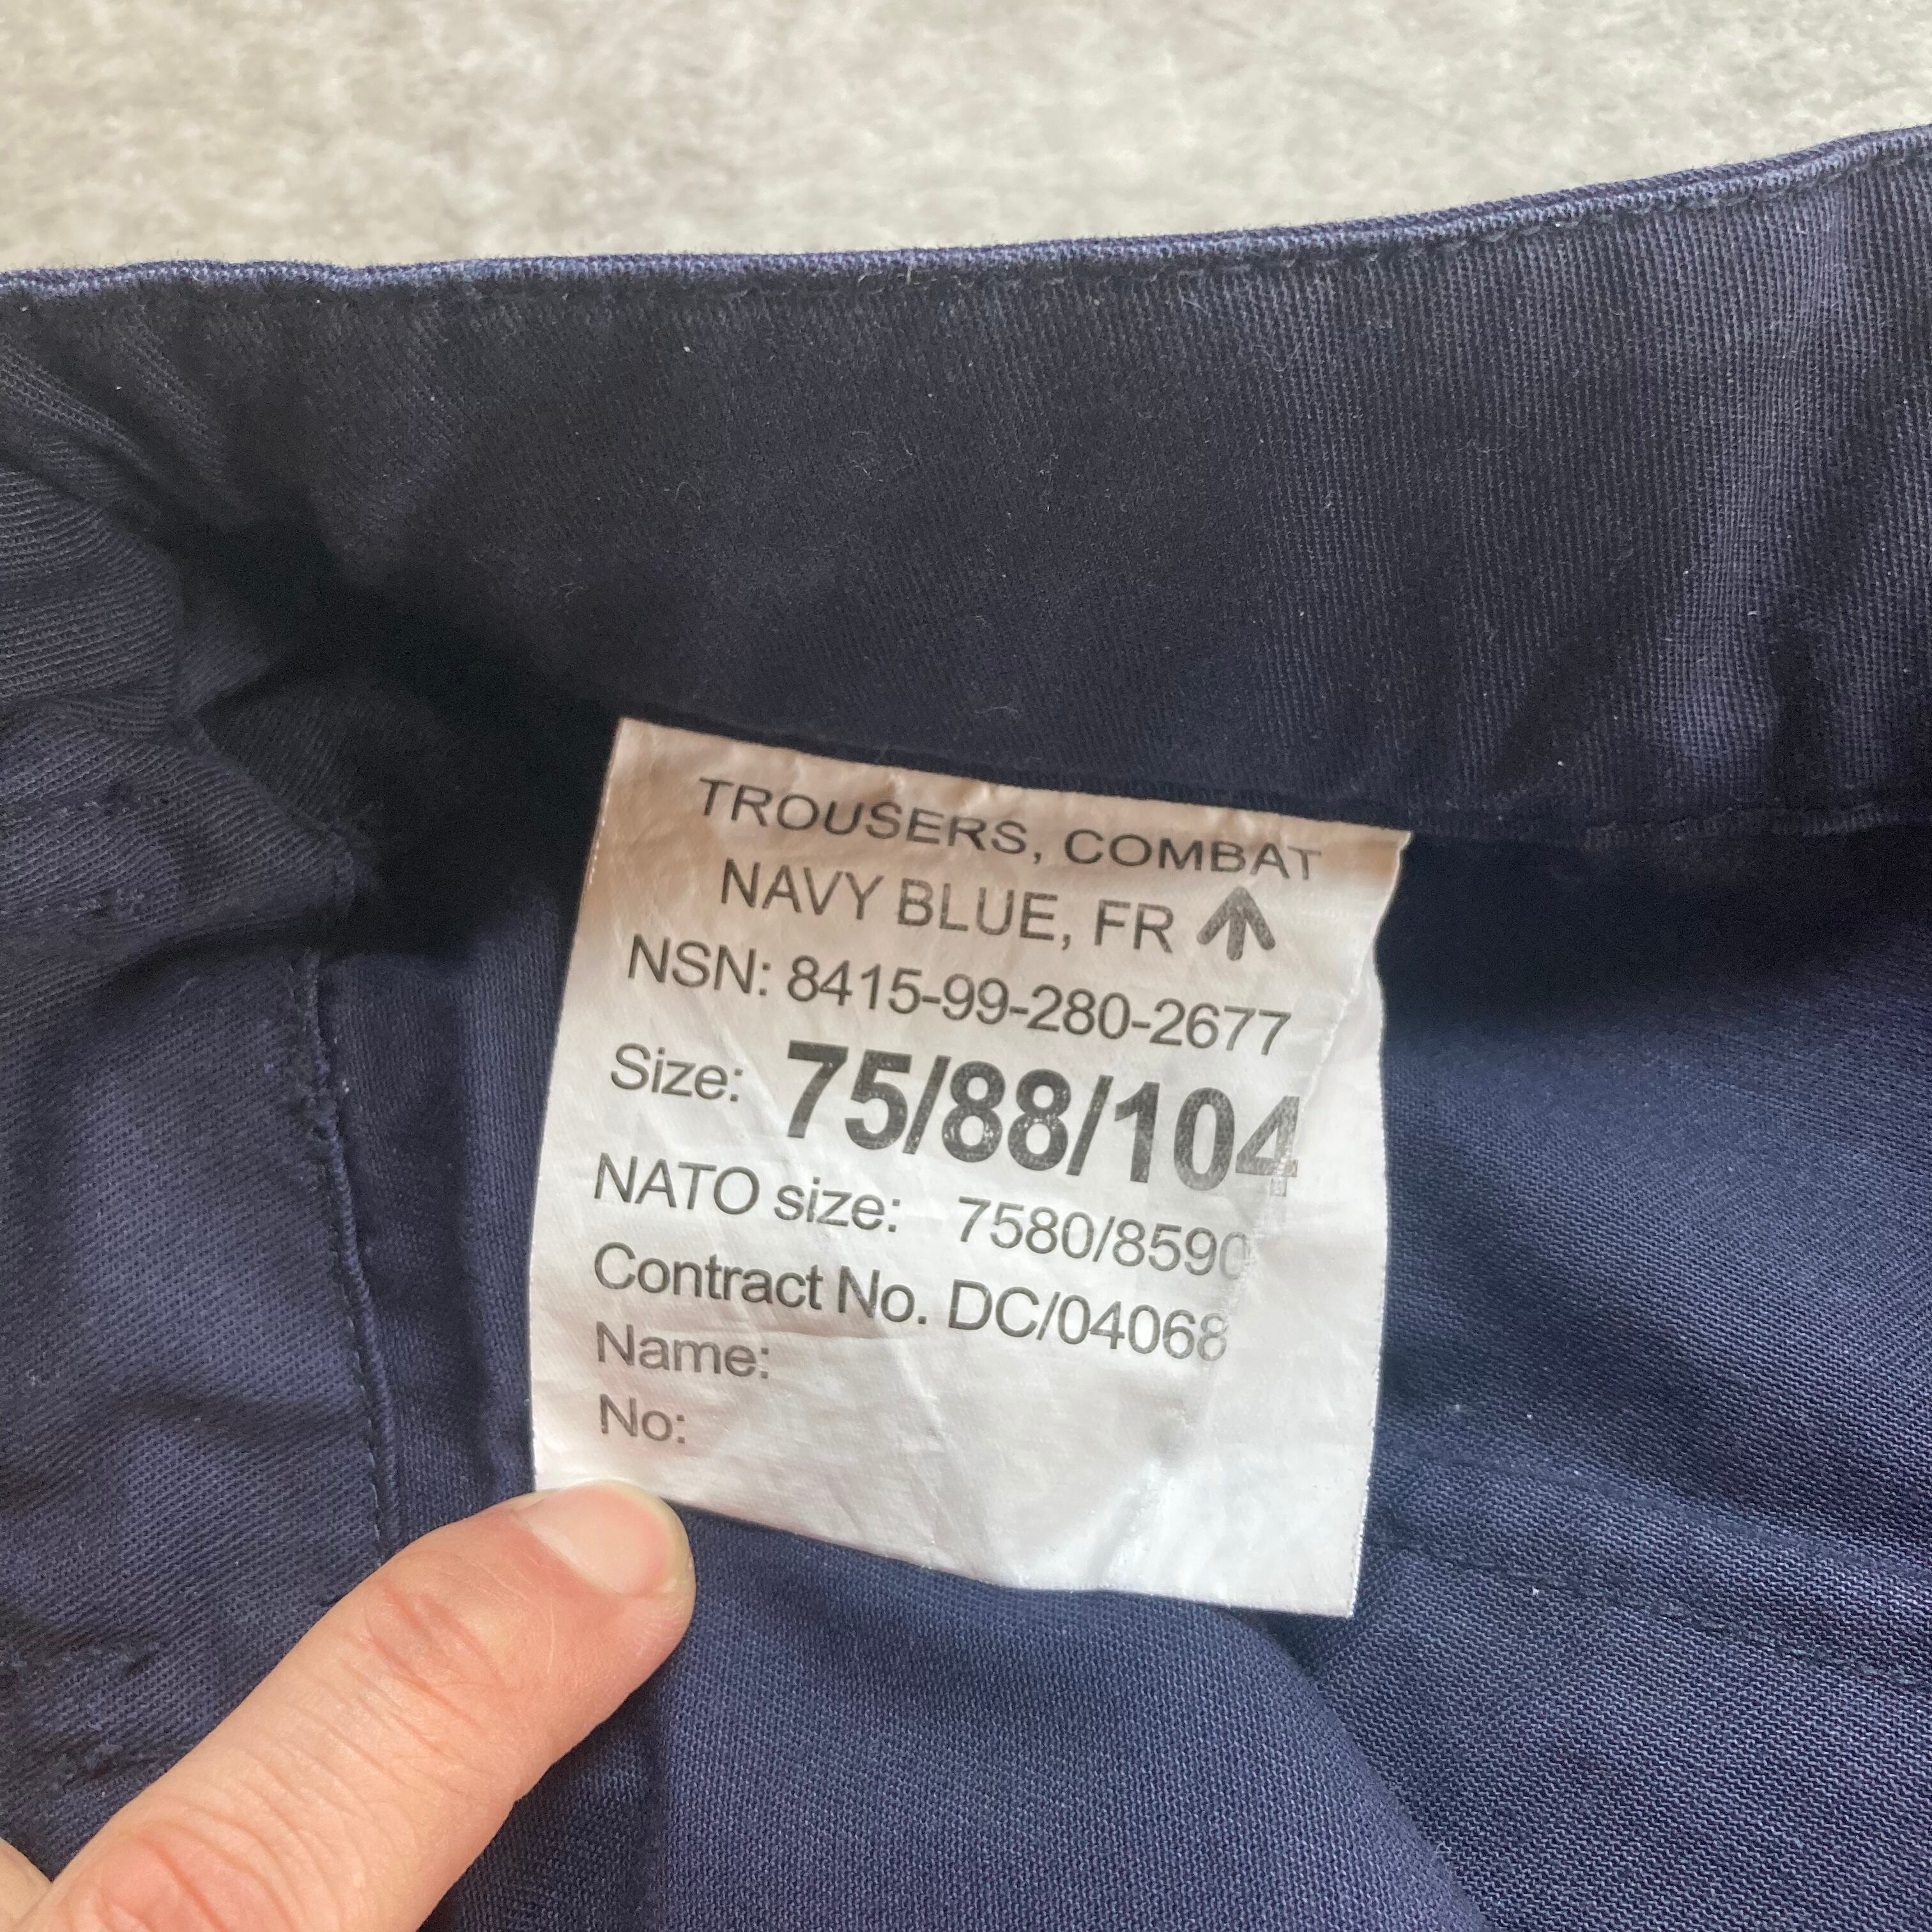 TROUSERS, COMBAT
NAVY BLUE, FR
NSN: 8415-99-280-2677
Size: 75/88/104
NATO size: 7580/8590
Contract No. DC/04068
Name:
No: